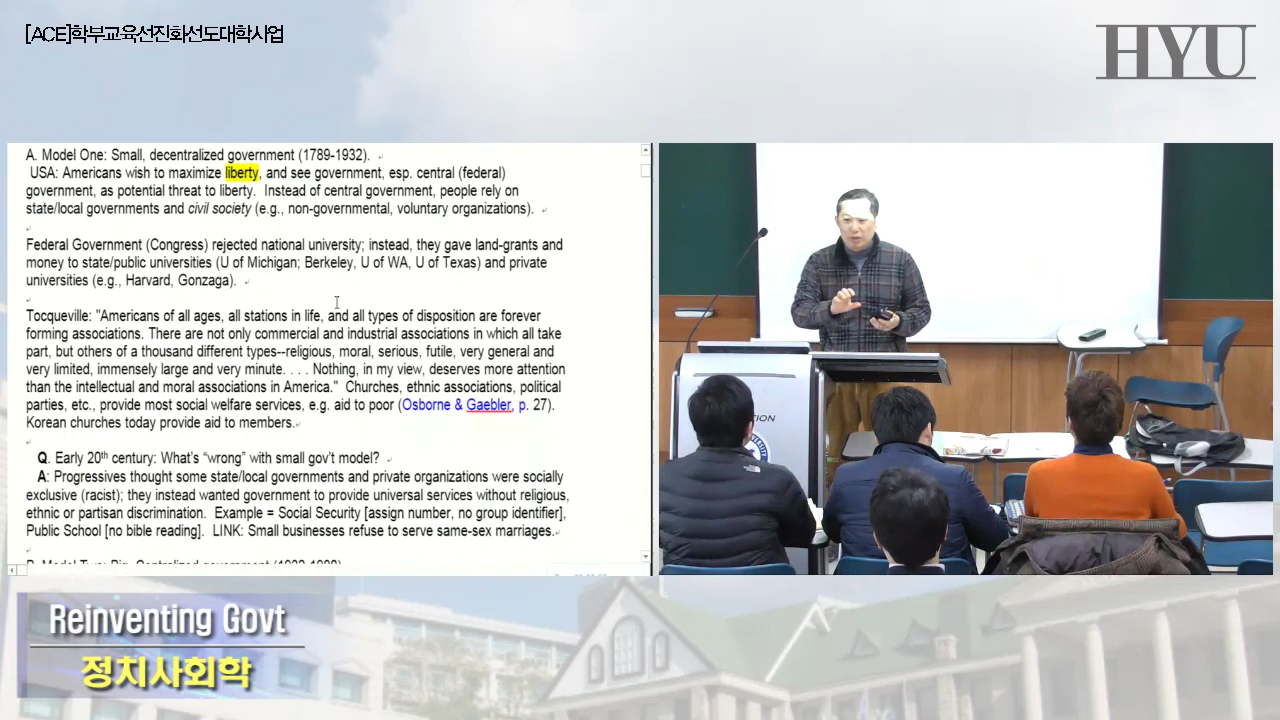 [ACE]학부교육선진화선도대학사업
HYU
A. Model One: Small, decentralized government (1789-1932).
USA: Americans wish to maximize liberty, and see government, esp. central (federal)
government, as potential threat to liberty. Instead of central government, people rely on
state/local governments and civil society (e.g., non-governmental, voluntary organizations).
Federal Government (Congress) rejected national university; instead, they gave land-grants and
money to state/public universities (U of Michigan; Berkeley, U of WA, U of Texas) and private
universities (e.g., Harvard, Gonzaga).
Tocqueville: "Americans of all ages, all stations in life, and all types of disposition are forever
forming associations. There are not only commercial and industrial associations in which all take
part, but others of a thousand different types--religious, moral, serious, futile, very general and
very limited, immensely large and very minute. . . . Nothing, in my view, deserves more attention
than the intellectual and moral associations in America." Churches, ethnic associations, political
parties, etc., provide most social welfare services, e.g. aid to poor (Osborne & Gaebler, p. 27).
Korean churches today provide aid to members.
Q. Early 20th century: What's “wrong” with small gov't model?
A: Progressives thought some state/local governments and private organizations were socially
exclusive (racist); they instead wanted government to provide universal services without religious,
ethnic or partisan discrimination. Example = Social Security [assign number, no group identifier],
Public School [no bible reading]. LINK: Small businesses refuse to serve same-sex marriages.
Reinventing Govt
정치사회학